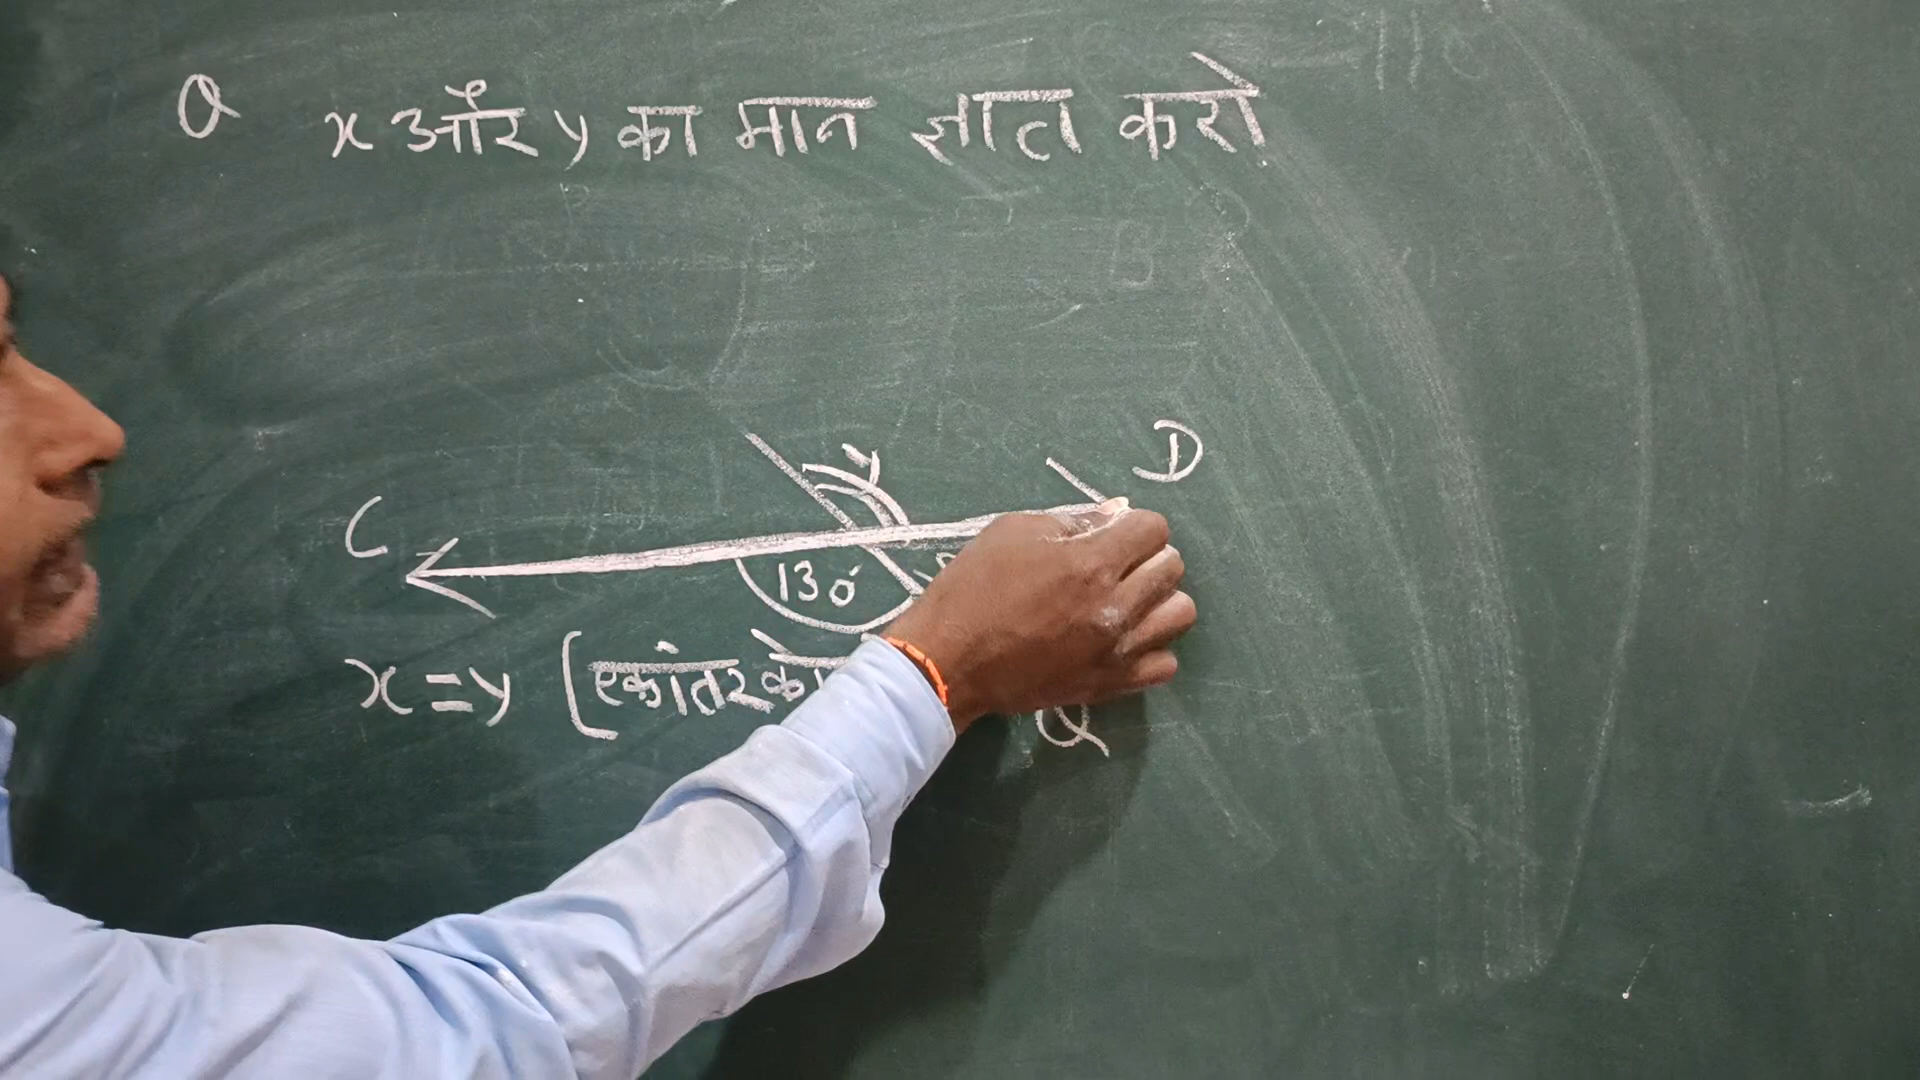 Q x और y का मान ज्ञात करो
D
y
C
130°
x = y (एकांतर को
Q